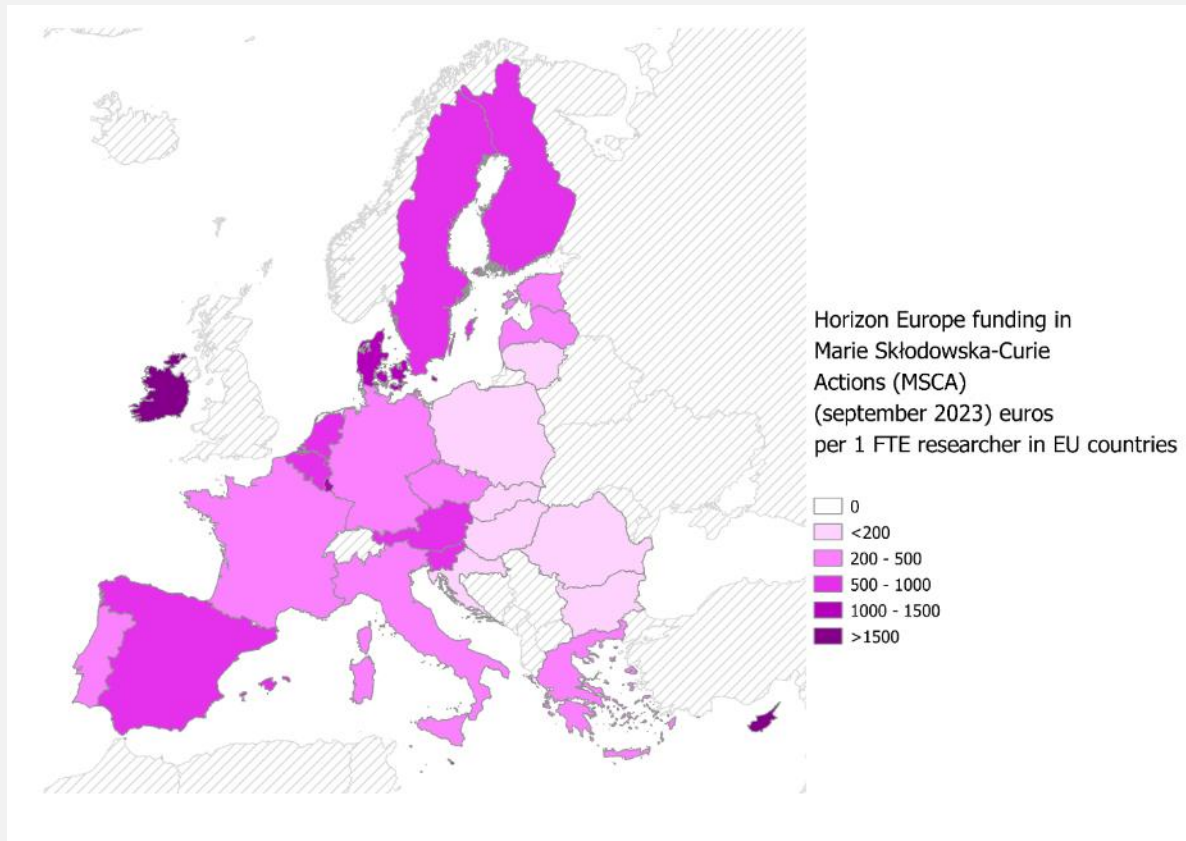 Horizon Europe funding in
Marie Skłodowska-Curie
Actions (MSCA)
(september 2023) euros
per 1 FTE researcher in EU countries
0
<200
200 - 500
500 - 1000
1000 - 1500
>1500